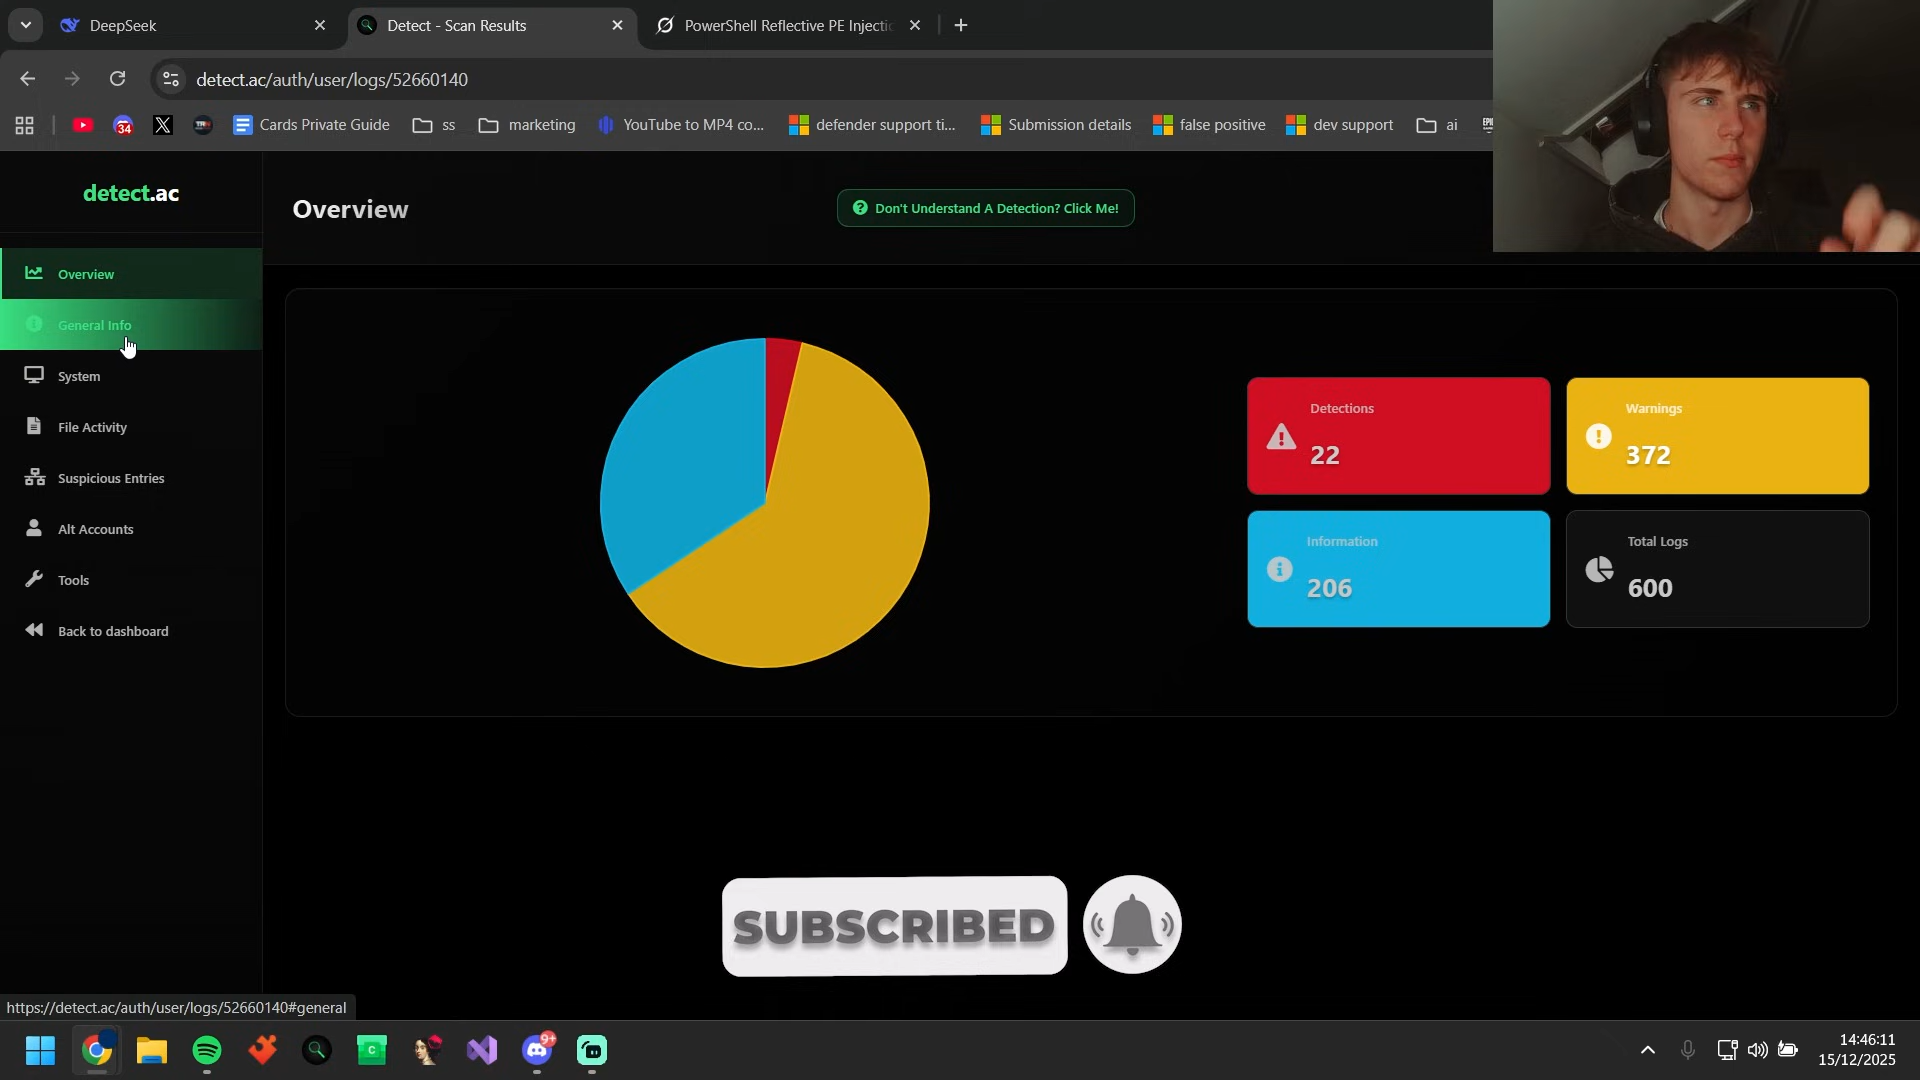 DeepSeek
Detect - Scan Results
PowerShell Reflective PE Injectio
detect.ac/auth/user/logs/52660140
34
Cards Private Guide
ss
marketing
YouTube to MP4 co...
defender support ti...
Submission details
false positive
dev support
ai
detect.ac
Overview
Don't Understand A Detection? Click Me!
Overview
General Info
System
File Activity
Suspicious Entries
Alt Accounts
Tools
Back to dashboard
Detections
22
Warnings
372
Information
206
Total Logs
600
SUBSCRIBED
https://detect.ac/auth/user/logs/52660140#general
9+
14:46:11
15/12/2025